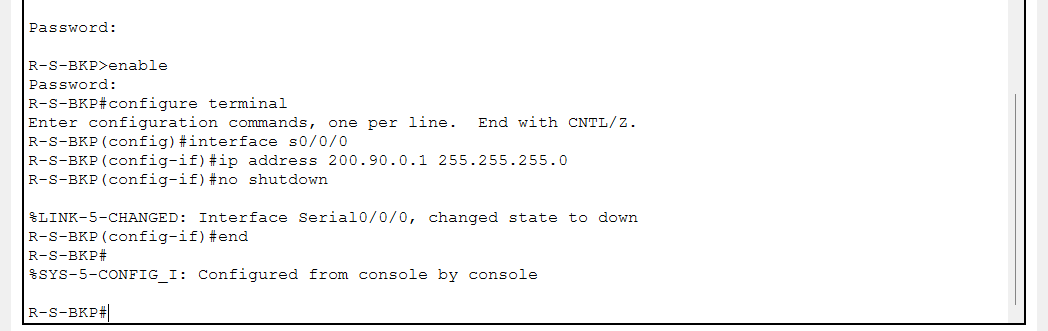 Password:
R-S-BKP>enable
Password:
R-S-BKP#configure terminal
Enter configuration commands, one per line.  End with CNTL/Z.
R-S-BKP(config)#interface s0/0/0
R-S-BKP(config-if)#ip address 200.90.0.1 255.255.255.0
R-S-BKP(config-if)#no shutdown
%LINK-5-CHANGED: Interface Serial0/0/0, changed state to down
R-S-BKP(config-if)#end
R-S-BKP#
%SYS-5-CONFIG_I: Configured from console by console
R-S-BKP#